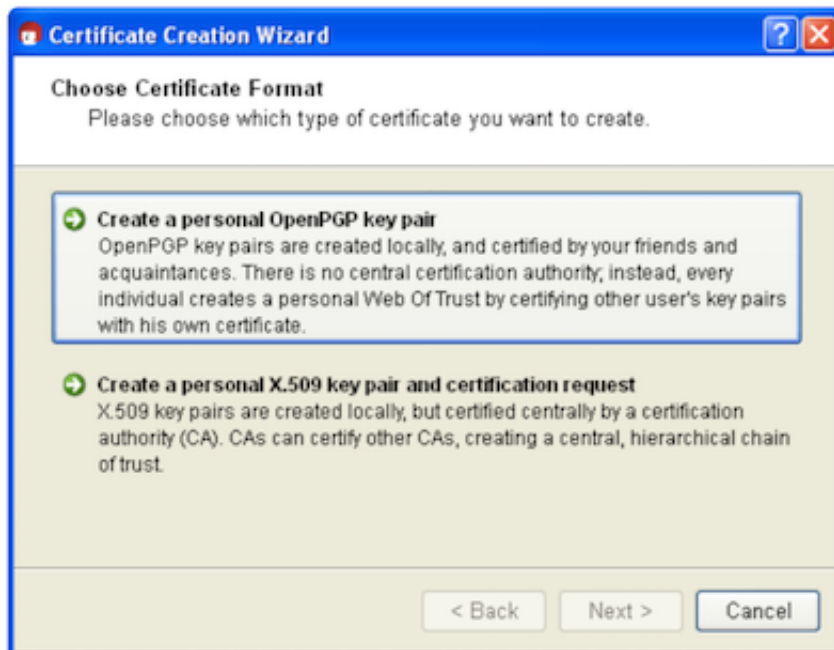 Certificate Creation Wizard
Choose Certificate Format
Please choose which type of certificate you want to create.
Create a personal OpenPGP key pair
OpenPGP key pairs are created locally, and certified by your friends and
acquaintances. There is no central certification authority; instead, every
individual creates a personal Web Of Trust by certifying other user's key pairs
with his own certificate.
Create a personal X.509 key pair and certification request
X.509 key pairs are created locally, but certified centrally by a certification
authority (CA). CAs can certify other CAs, creating a central, hierarchical chain
of trust.
< Back Next > Cancel